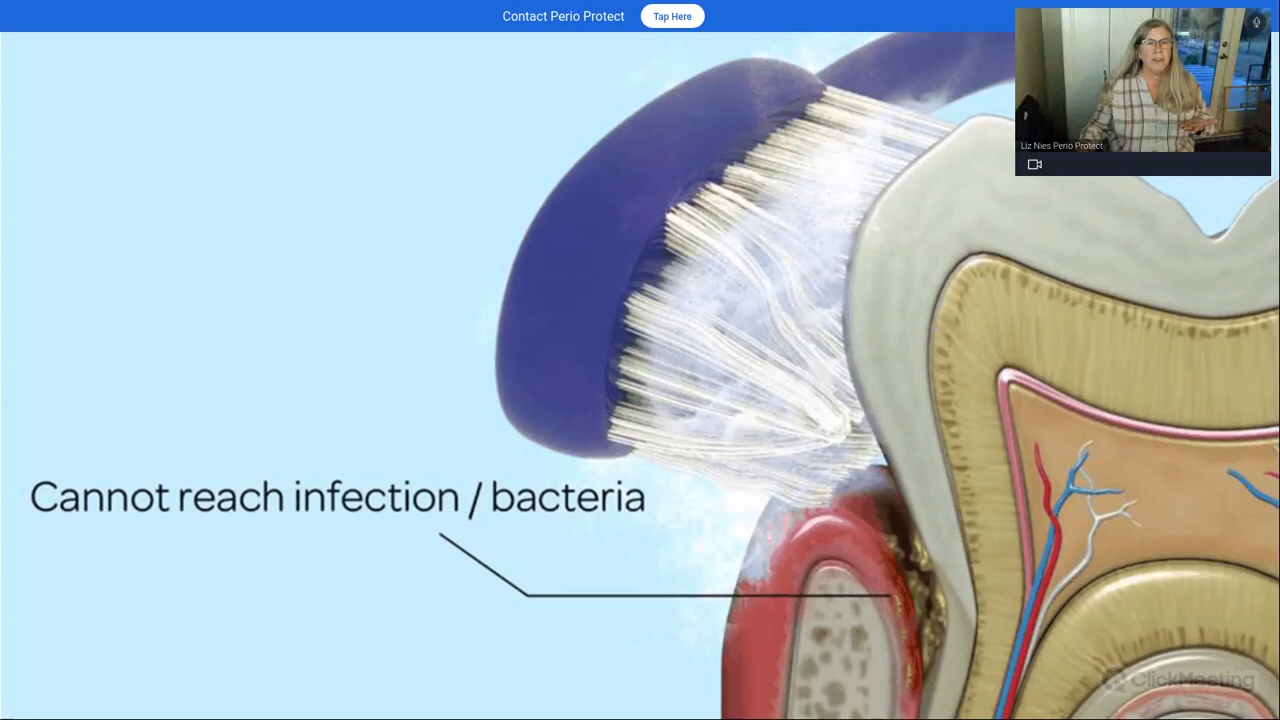 Contact Perio Protect
Tap Here
Liz Nies Perio Protect
Cannot reach infection / bacteria
ClickMeeting